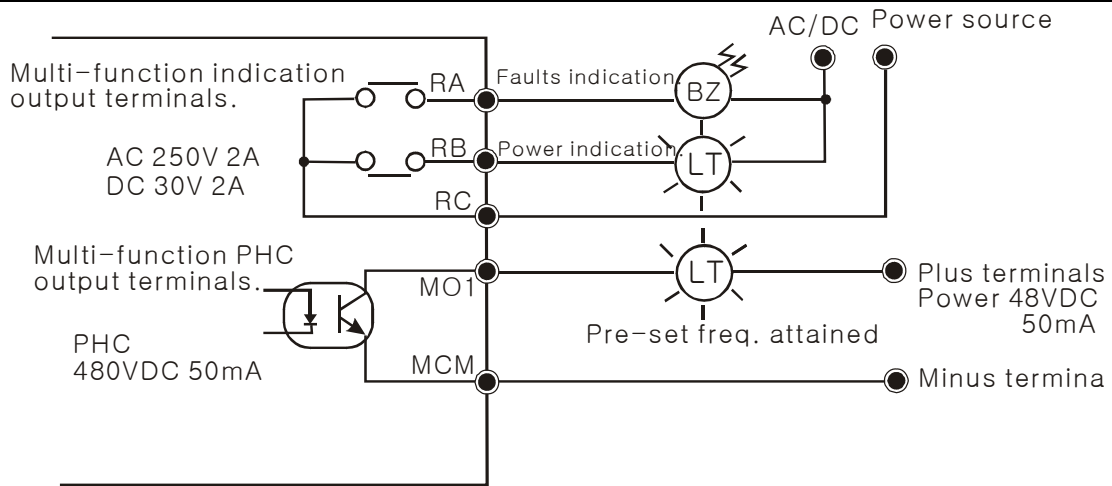 AC/DC Power source
Multi-function indication
output terminals.
RA
Faults indication.
BZ
AC 250V 2A
DC 30V 2A
RB
Power indication.
LT
RC
Multi-function PHC
output terminals.
MO1
LT
Plus terminals
Power 48VDC
50mA
Pre-set freq. attained
PHC
480VDC 50mA
MCM
Minus termina